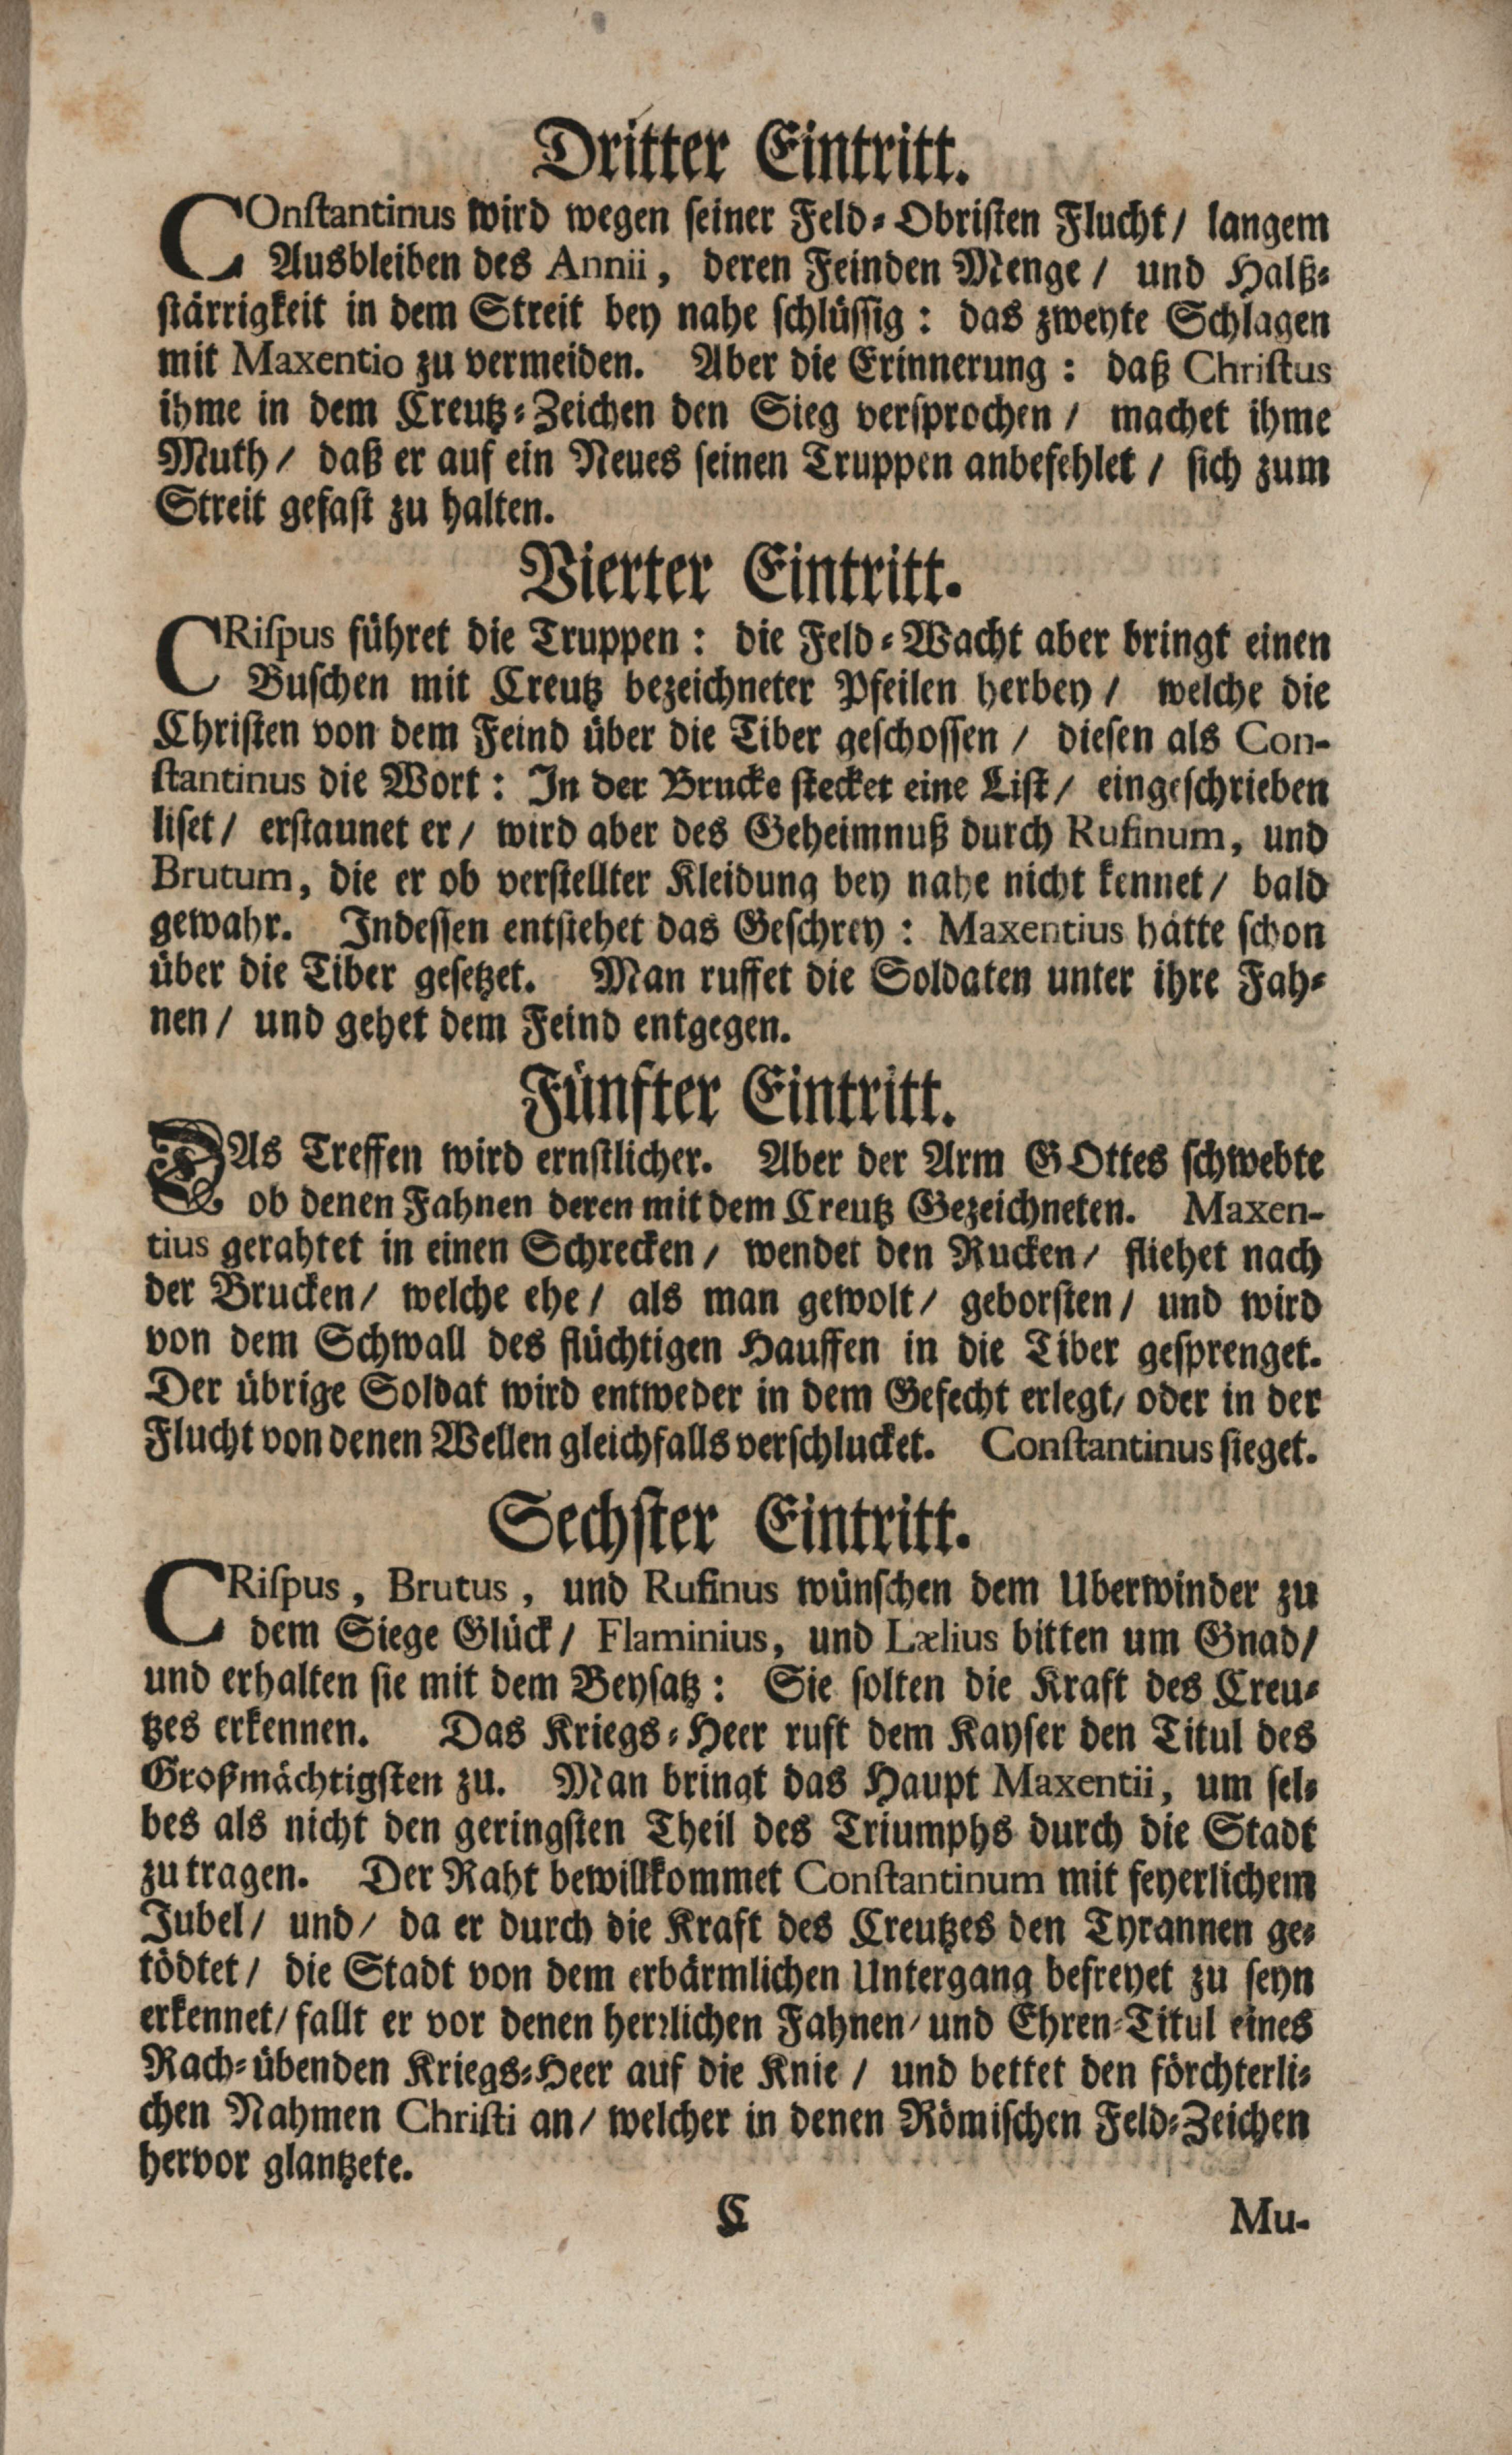 Dritter Eintritt.
COnstantinus wird wegen seiner Feld-Obristen Flucht/ langem
Ausbleiben des Annii, deren Feinden Menge/ und Halß-
stärrigkeit in dem Streit bey nahe schlüssig: das zweyte Schlagen
mit Maxentio zu vermeiden. Aber die Erinnerung: daß Christus
ihme in dem Creutz-Zeichen den Sieg versprochen/ machet ihme
Muth/ daß er auf ein Neues seinen Truppen anbefehlet/ sich zum
Streit gefast zu halten.
Vierter Eintritt.
CRispus führet die Truppen: die Feld-Wacht aber bringt einen
Buschen mit Creutz bezeichneter Pfeilen herbey/ welche die
Christen von dem Feind über die Tiber geschossen/ diesen als Con-
stantinus die Wort: In der Brucke stecket eine List/ eingeschrieben
liset/ erstaunet er/ wird aber des Geheimnuß durch Rufinum, und
Brutum, die er ob verstellter Kleidung bey nahe nicht kennet/ bald
gewahr. Indessen entstehet das Geschrey: Maxentius hätte schon
über die Tiber gesetzet. Man ruffet die Soldaten unter ihre Fah-
nen/ und gehet dem Feind entgegen.
Fünfter Eintritt.
DAs Treffen wird ernstlicher. Aber der Arm GOttes schwebte
ob denen Fahnen deren mit dem Creutz Gezeichneten. Maxen-
tius gerahtet in einen Schrecken/ wendet den Rucken/ fliehet nach
der Brucken/ welche ehe/ als man gewolt/ geborsten/ und wird
von dem Schwall des flüchtigen Hauffen in die Tiber gesprenget.
Der übrige Soldat wird entweder in dem Gefecht erlegt/ oder in der
Flucht von denen Wellen gleichfalls verschlucket. Constantinus sieget.
Sechster Eintritt.
CRispus, Brutus, und Rufinus wünschen dem Uberwinder zu
dem Siege Glück/ Flaminius, und Lælius bitten um Gnad/
und erhalten sie mit dem Beysatz: Sie solten die Kraft des Creu-
tzes erkennen. Das Kriegs-Heer ruft dem Kayser den Titul des
Großmächtigsten zu. Man bringt das Haupt Maxentii, um sel-
bes als nicht den geringsten Theil des Triumphs durch die Stadt
zu tragen. Der Raht bewillkommet Constantinum mit feyerlichem
Jubel/ und/ da er durch die Kraft des Creutzes den Tyrannen ge-
tödtet/ die Stadt von dem erbärmlichen Untergang befreyet zu seyn
erkennet/ fallt er vor denen herrlichen Fahnen/ und Ehren-Titul eines
Rach-übenden Kriegs-Heer auf die Knie/ und bettet den förchterli-
chen Nahmen Christi an/ welcher in denen Römischen Feld-Zeichen
hervor glantzete.
C Mu-